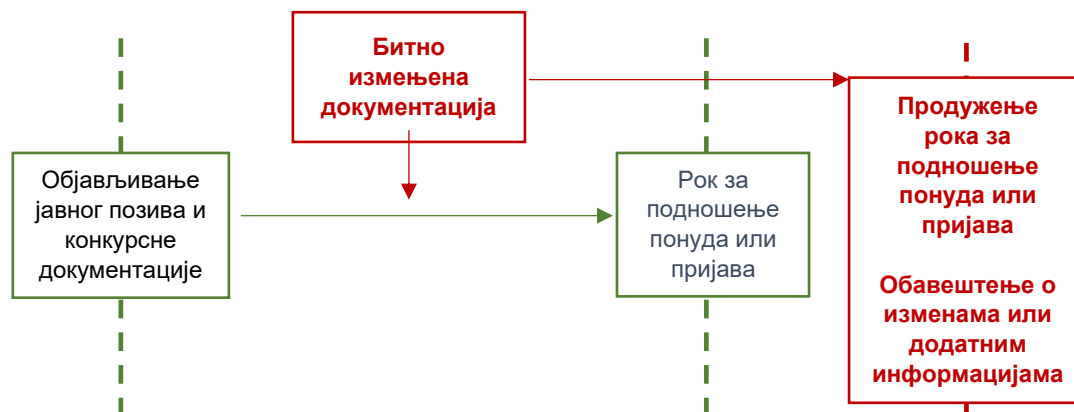 Битно
измењена
документација
Објављивање
јавног позива и
конкурсне
документације
Рок за
подношење
понуда или
пријава
Продужење
рока за
подношење
понуда или
пријава
Обавештење о
изменама или
додатним
информацијама